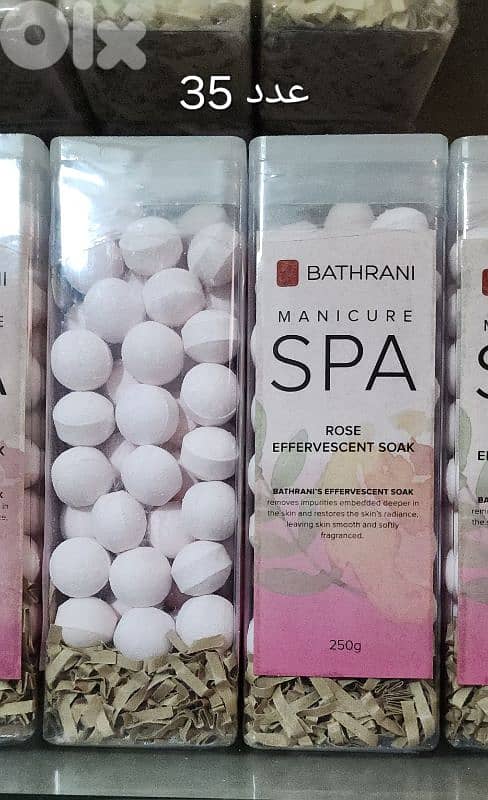 OLX
عدد 35
BATHRANI
MANICURE
SPA
ROSE
EFFERVESCENT SOAK
BATHRANI'S EFFERVESCENT SOAK
removes impurities embedded deeper in
the skin and restores the skin's radiance,
leaving skin smooth and softly
fragranced.
250g